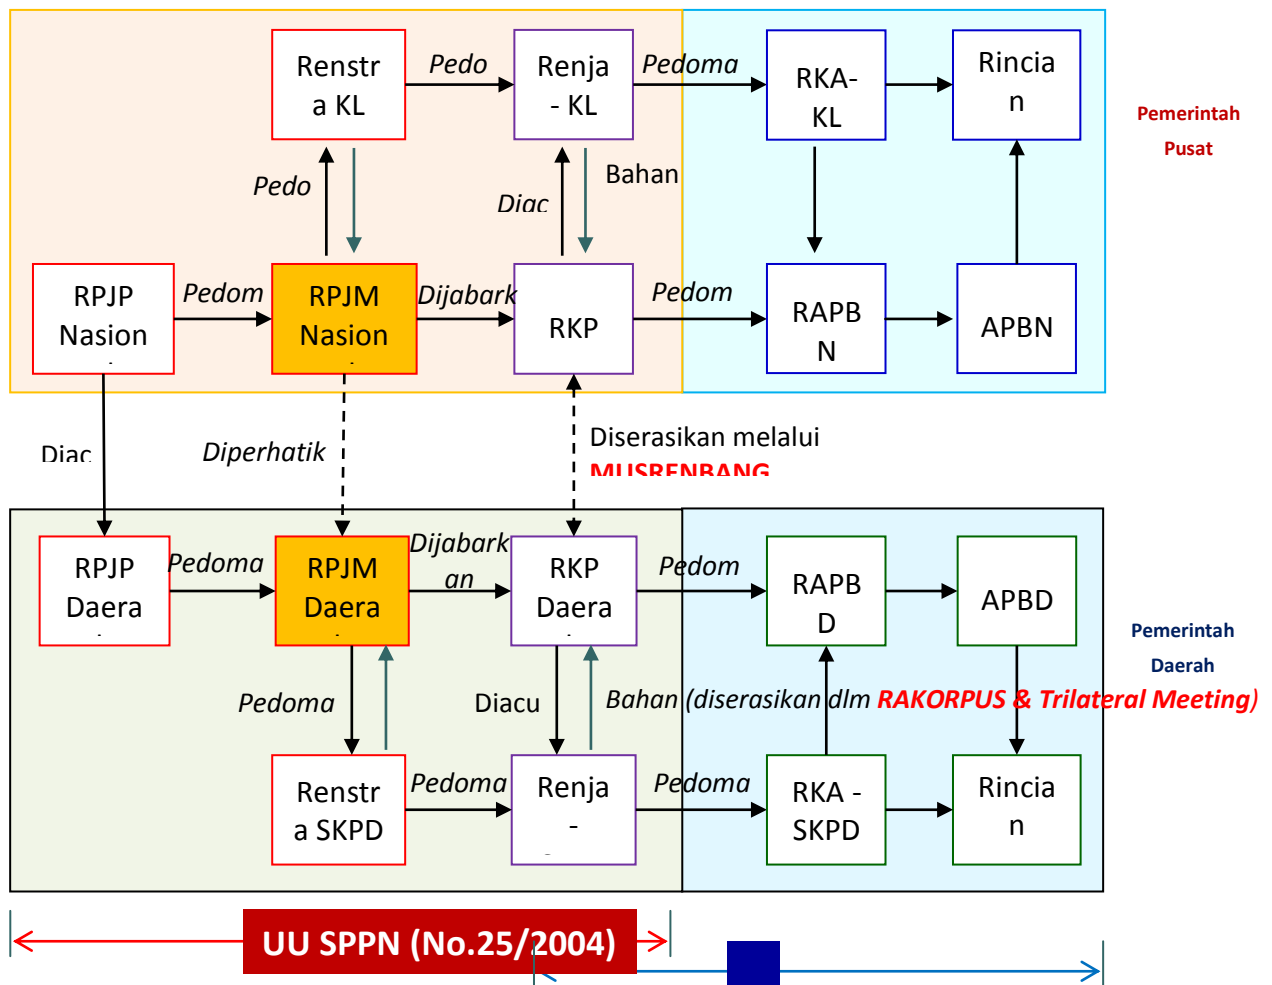 Renstr
a KL
Pedo
Renja
- KL
Pedoma
RKA-
KL
Rincia
n
Pemerintah
Pusat
Pedo
Bahan
Diac
RPJP
Nasion
Pedom
RPJM
Nasion
Dijabark
RKP
Pedom
RAPB
N
APBN
Diac
Diperhatik
Diserasikan melalui
MUSRENBANG
RPJP
Daera
Pedoma
RPJM
Daera
Dijabark
an
RKP
Daera
Pedom
RAPB
D
APBD
Pemerintah
Daerah
Pedoma
Diacu
Bahan (diserasikan dlm RAKORPUS & Trilateral Meeting)
Renstr
a SKPD
Pedoma
Renja
-
Pedoma
RKA -
SKPD
Rincia
n
UU SPPN (No.25/2004)